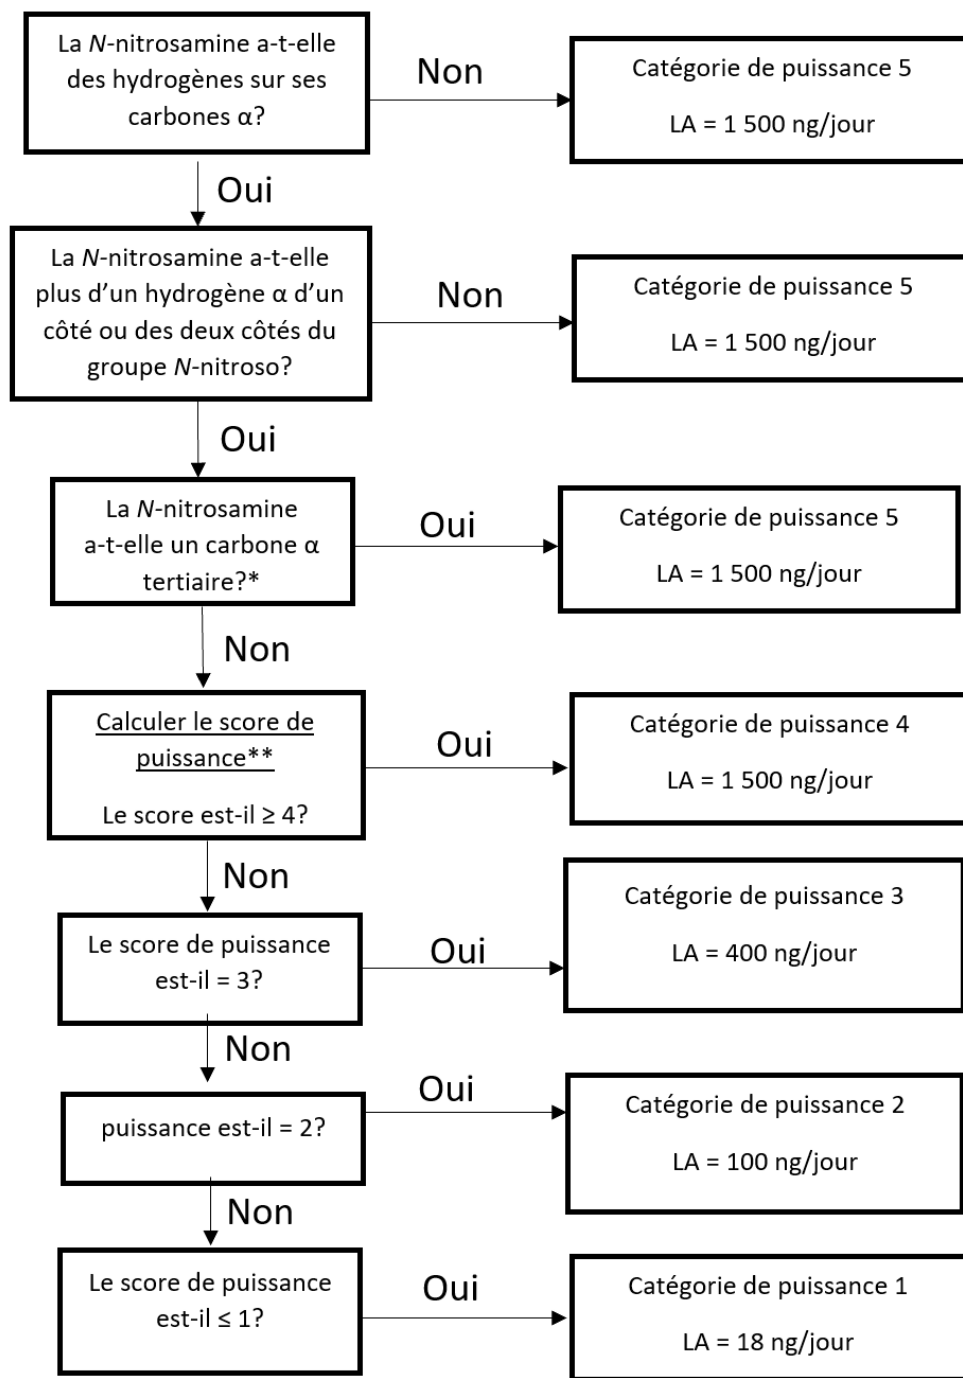 La N-nitrosamine a-t-elle
des hydrogènes sur ses
carbones α?
Non
Catégorie de puissance 5
LA = 1 500 ng/jour
Oui
La N-nitrosamine a-t-elle
plus d’un hydrogène α d’un
côté ou des deux côtés du
groupe N-nitroso?
Non
Catégorie de puissance 5
LA = 1 500 ng/jour
Oui
La N-nitrosamine
a-t-elle un carbone α
tertiaire?*
Oui
Catégorie de puissance 5
LA = 1 500 ng/jour
Non
Calculer le score de
puissance**
Le score est-il ≥ 4?
Oui
Catégorie de puissance 4
LA = 1 500 ng/jour
Non
Le score de puissance
est-il = 3?
Oui
Catégorie de puissance 3
LA = 400 ng/jour
Non
puissance est-il = 2?
Oui
Catégorie de puissance 2
LA = 100 ng/jour
Non
Le score de puissance
est-il ≤ 1?
Oui
Catégorie de puissance 1
LA = 18 ng/jour